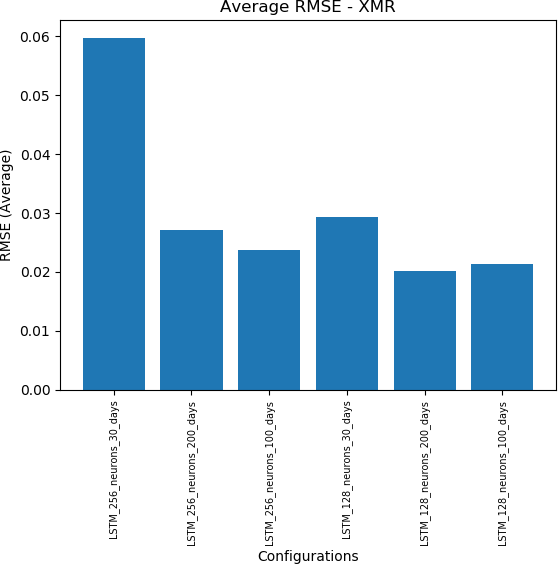 Average RMSE - XMR
RMSE (Average)
0.06
0.05
0.04
0.03
0.02
0.01
0.00
LSTM_256_neurons_30_days
LSTM_256_neurons_200_days
LSTM_256_neurons_100_days
LSTM_128_neurons_30_days
LSTM_128_neurons_200_days
LSTM_128_neurons_100_days
Configurations